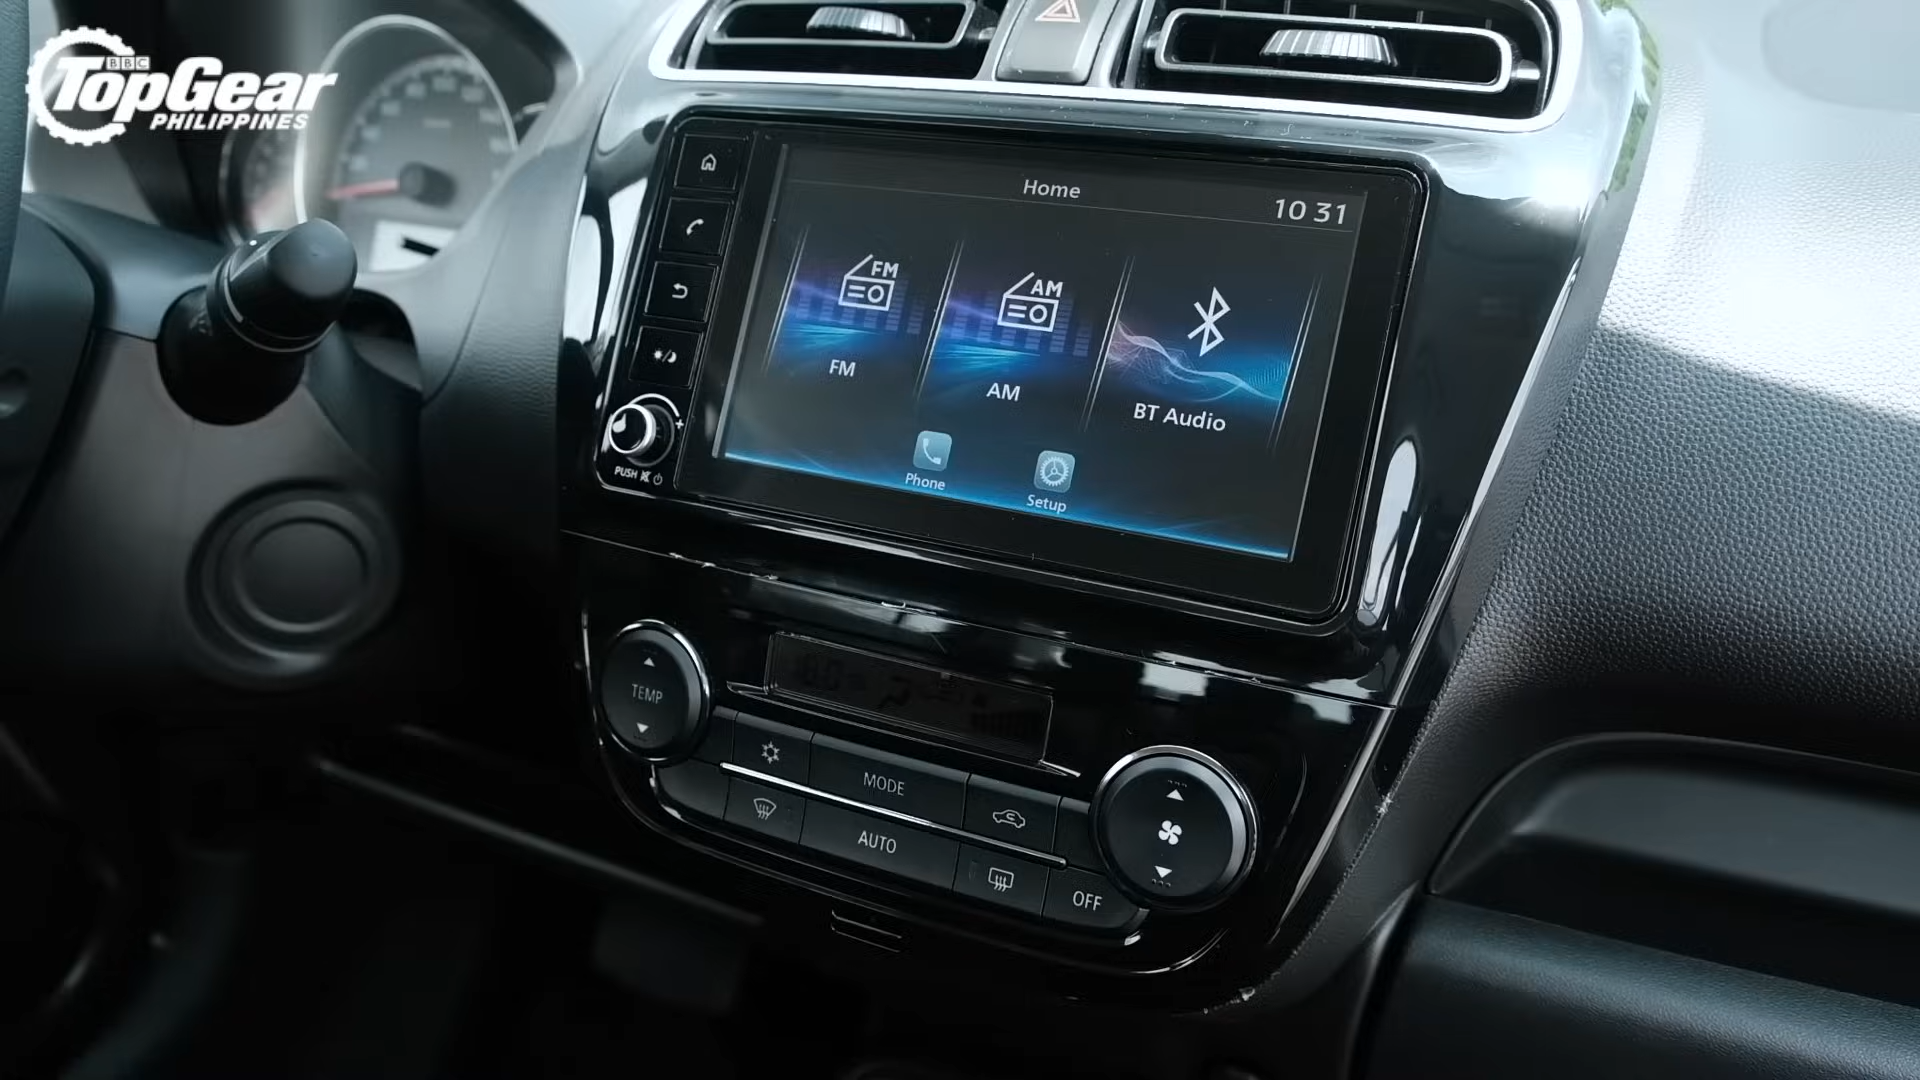 BBC
TopGear
PHILIPPINES
Home
10 31
FM
AM
FM
AM
BT Audio
Phone
Setup
+
PUSH
TEMP
MODE
AUTO
OFF